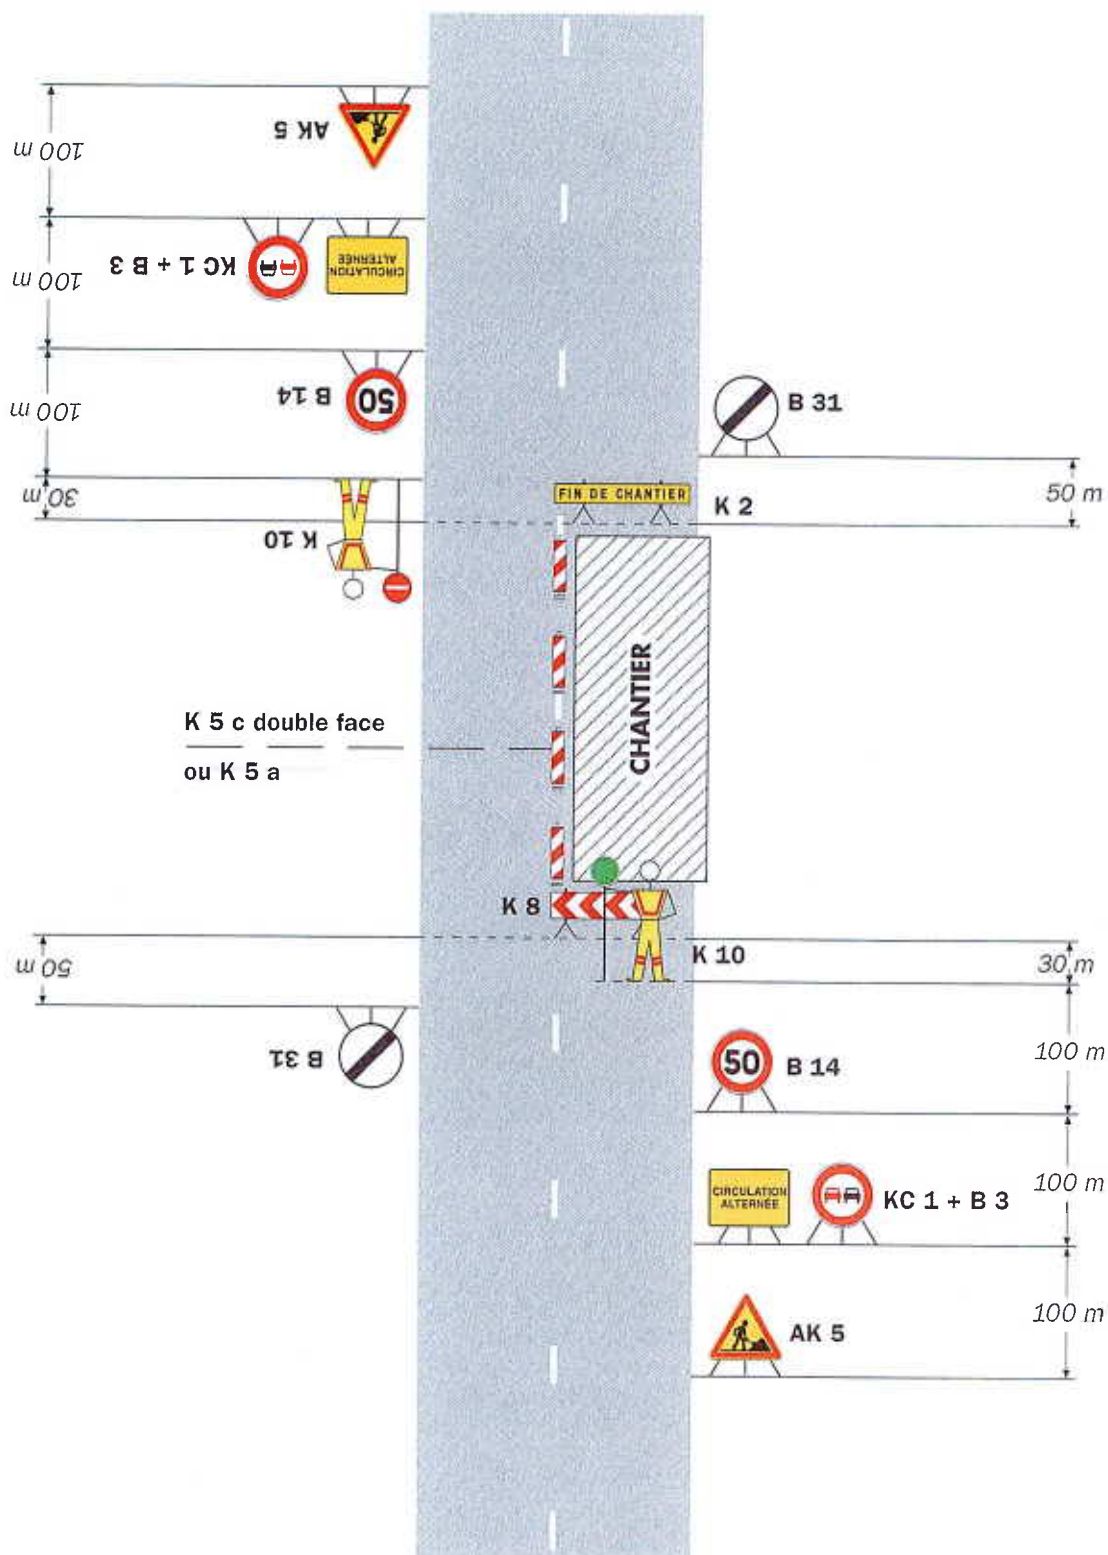 AK 5
100 m
KC 1 + B 3
CIRCULATION
ALTERNÉE
100 m
B 14
50
100 m
B 31
30 m
K 10
FIN DE CHANTIER
K 2
50 m
CHANTIER
K 5 c double face
ou K 5 a
K 8
K 10
50 m
30 m
B 31
50
B 14
100 m
CIRCULATION
ALTERNÉE
KC 1 + B 3
100 m
AK 5
100 m